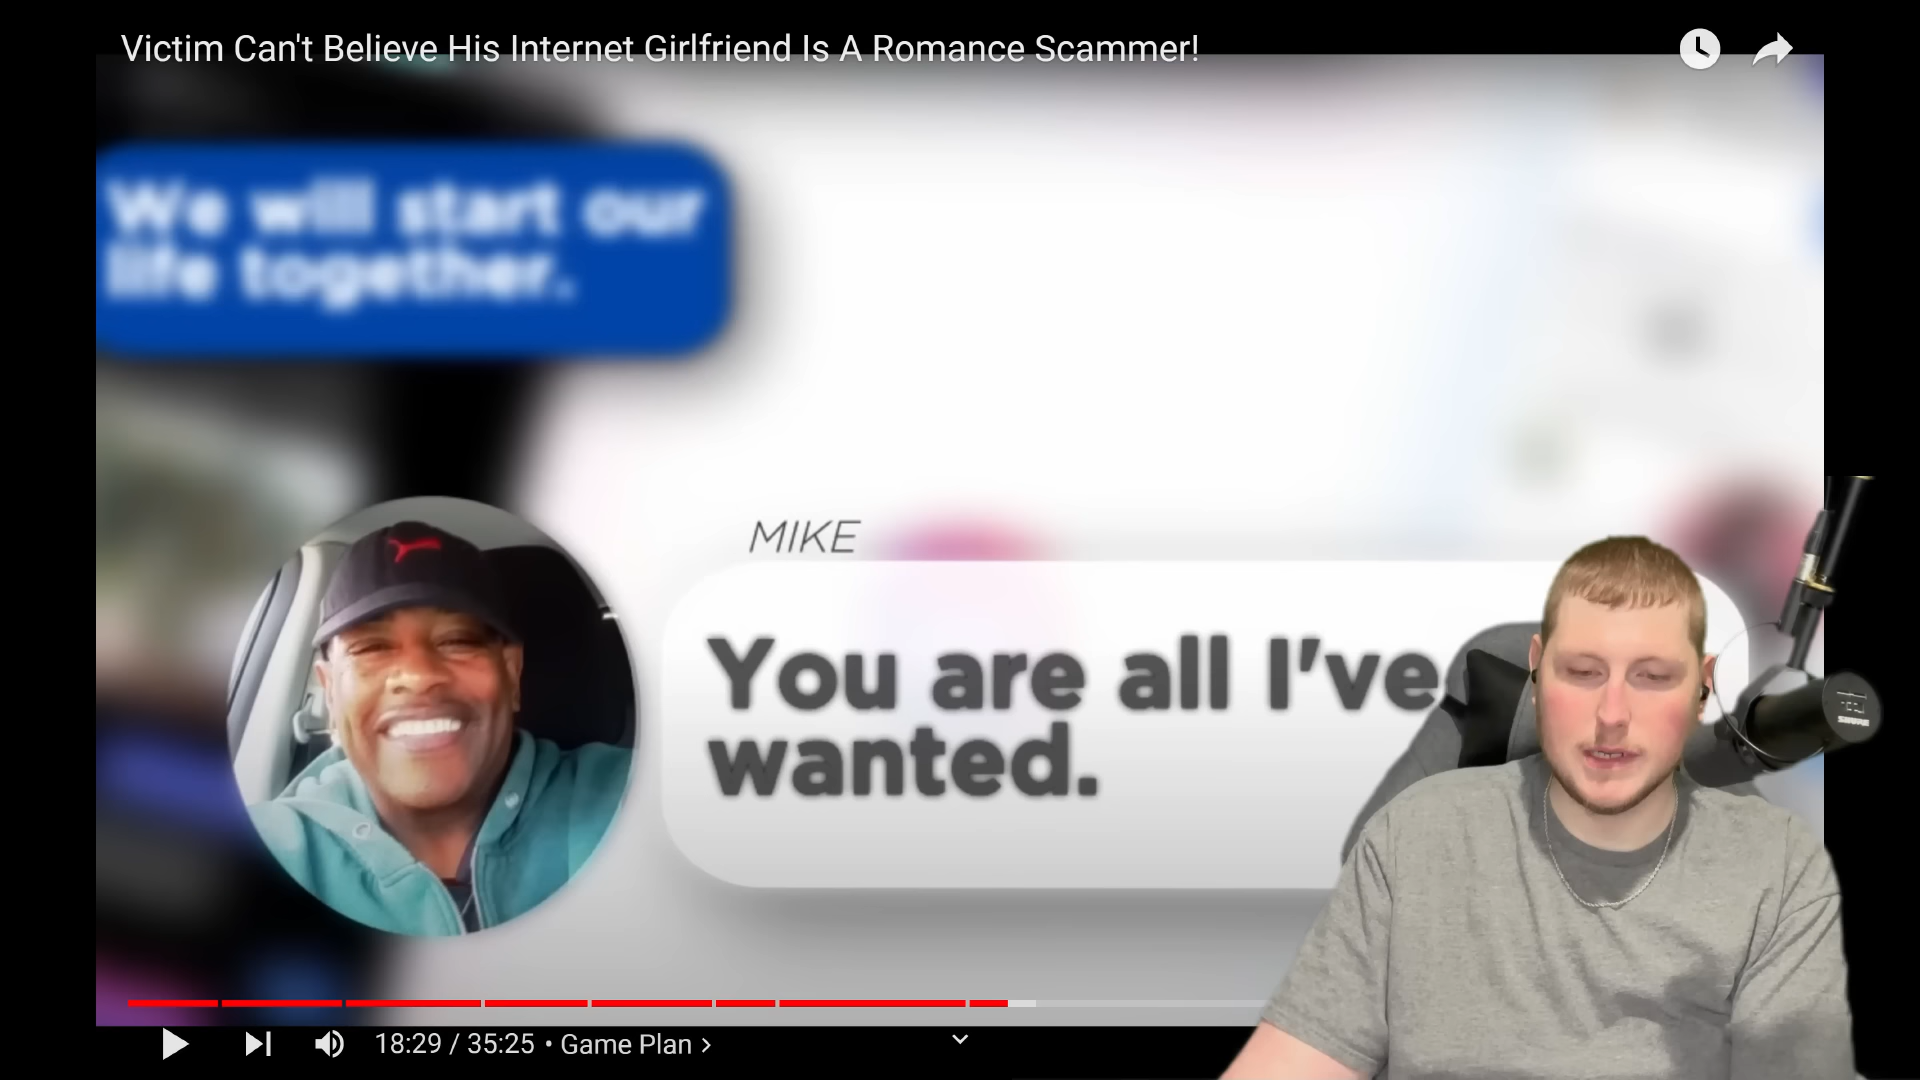 Victim Can't Believe His Internet Girlfriend Is A Romance Scammer!
We will start our
life together.
MIKE
You are all I've
wanted.
SHURE
18:29 / 35:25 • Game Plan ›